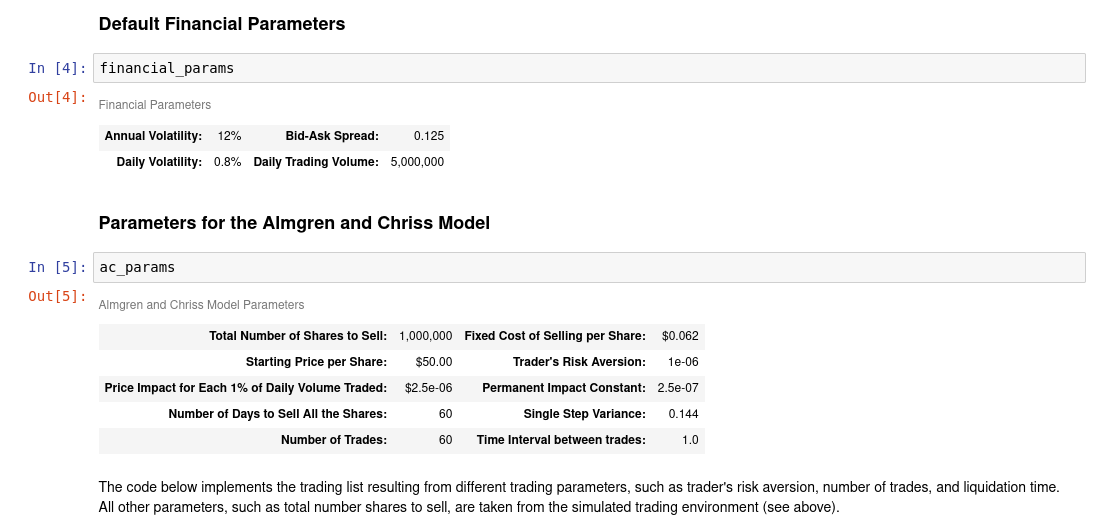 Default Financial Parameters
In [4]: financial_params
Out[4]:
Financial Parameters
Annual Volatility: 12% Bid-Ask Spread: 0.125
Daily Volatility: 0.8% Daily Trading Volume: 5,000,000
Parameters for the Almgren and Chriss Model
In [5]: ac_params
Out[5]:
Almgren and Chriss Model Parameters
Total Number of Shares to Sell: 1,000,000 Fixed Cost of Selling per Share: $0.062
Starting Price per Share: $50.00 Trader's Risk Aversion: 1e-06
Price Impact for Each 1% of Daily Volume Traded: $2.5e-06 Permanent Impact Constant: 2.5e-07
Number of Days to Sell All the Shares: 60 Single Step Variance: 0.144
Number of Trades: 60 Time Interval between trades: 1.0
The code below implements the trading list resulting from different trading parameters, such as trader's risk aversion, number of trades, and liquidation time.
All other parameters, such as total number shares to sell, are taken from the simulated trading environment (see above).